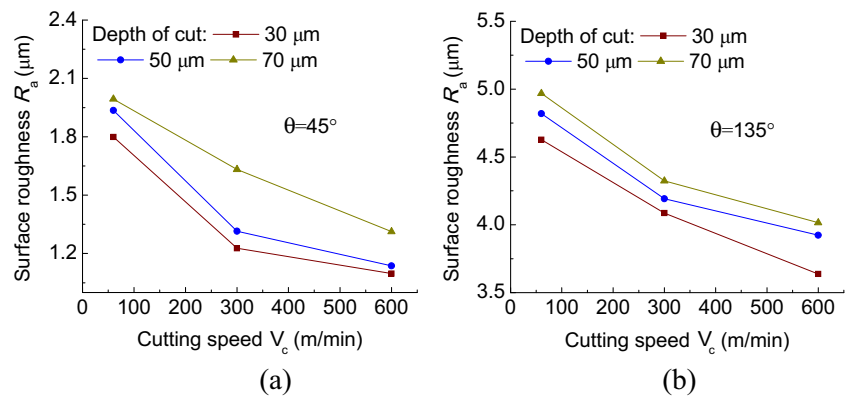 2.4
2.1
1.8
1.5
1.2
Surface roughness Ra (μm)
Depth of cut: 30 μm
50 μm 70 μm
θ=45°
0 100 200 300 400 500 600
Cutting speed Vc (m/min)
(a)
5.5
5.0
4.5
4.0
3.5
Surface roughness Ra (μm)
Depth of cut: 30 μm
50 μm 70 μm
θ=135°
0 100 200 300 400 500 600
Cutting speed Vc (m/min)
(b)